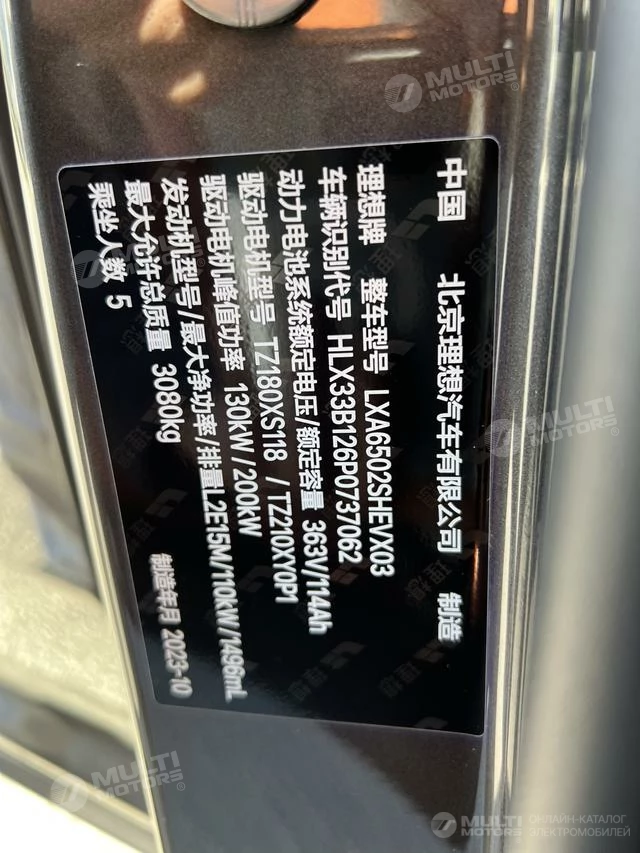 中国 北京理想汽车有限公司 制造
理想牌 整车型号 LXA6502SHEVX03
车辆识别代号 HLX33B126P0737062
动力电池系统额定电压/额定容量 363V/114Ah
驱动电机型号 TZ180XS118 /TZ210XY0P1
驱动电机峰值功率 130kW/200kW
发动机型号/最大净功率/排量L2E15M/110kW/1496mL
最大允许总质量 3080kg
乘坐人数 5 制造年月 2023-10
MULTI MOTORS®
MULTI MOTORS®
MULTI MOTORS®
MULTI MOTORS®
MULTI MOTORS ОНЛАЙН-КАТАЛОГ ЭЛЕКТРОМОБИЛЕЙ